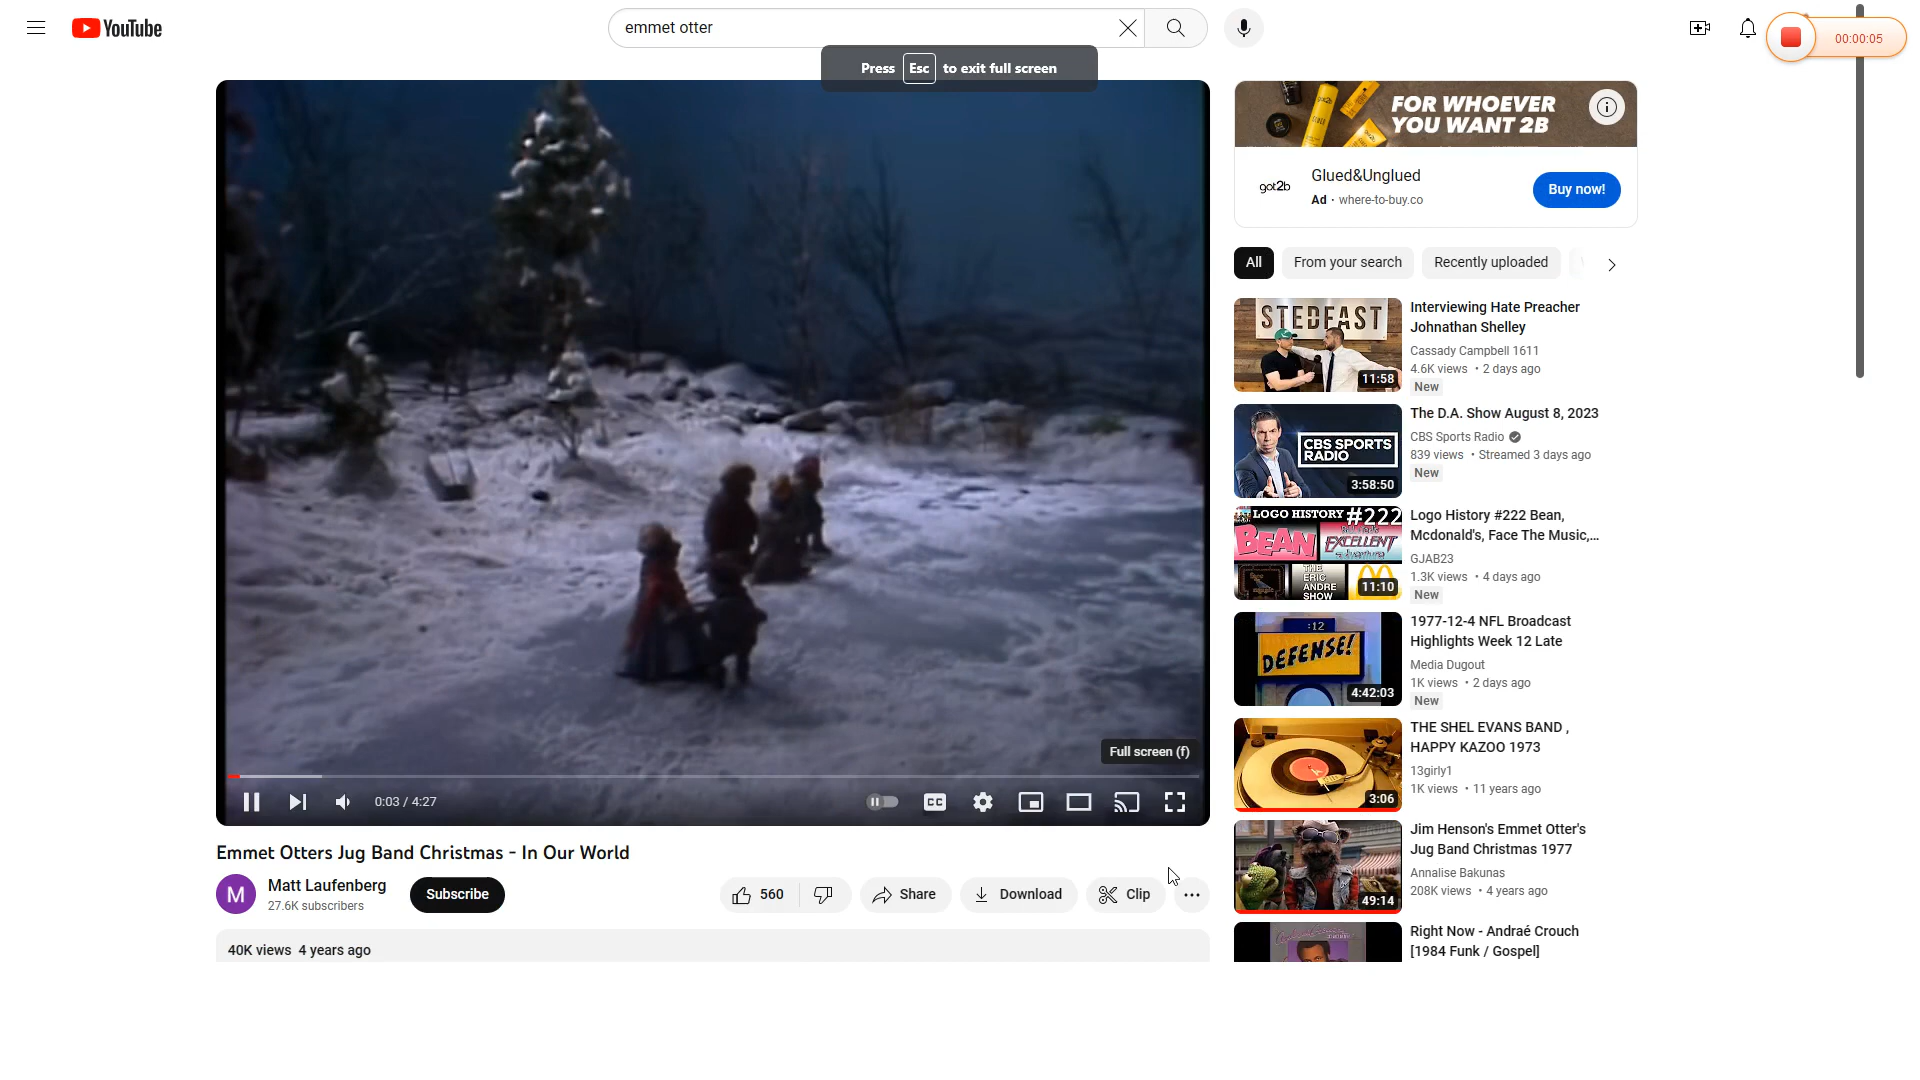 YouTube
emmet otter
00:00:05
Press Esc to exit full screen
Full screen (f)
0:03 / 4:27
CC
Emmet Otters Jug Band Christmas - In Our World
M
Matt Laufenberg
27.6K subscribers
Subscribe
560
Share
Download
Clip
40K views 4 years ago
FOR WHOEVER
YOU WANT 2B
got2b
Glued&Unglued
Ad · where-to-buy.co
Buy now!
All
From your search
Recently uploaded
STEDFAST
11:58
Interviewing Hate Preacher
Johnathan Shelley
Cassady Campbell 1611
4.6K views • 2 days ago
New
CBS SPORTS
RADIO
3:58:50
The D.A. Show August 8, 2023
CBS Sports Radio
839 views • Streamed 3 days ago
New
LOGO HISTORY #222
BEAN
EXCELLENT
THE
ERIC
ANDRE
SHOW
11:10
Logo History #222 Bean,
Mcdonald's, Face The Music,...
GJAB23
1.3K views • 4 days ago
New
:12
DEFENSE!
4:42:03
1977-12-4 NFL Broadcast
Highlights Week 12 Late
Media Dugout
1K views • 2 days ago
New
3:06
THE SHEL EVANS BAND ,
HAPPY KAZOO 1973
13girly1
1K views • 11 years ago
49:14
Jim Henson's Emmet Otter's
Jug Band Christmas 1977
Annalise Bakunas
208K views • 4 years ago
Right Now - Andraé Crouch
[1984 Funk / Gospel]